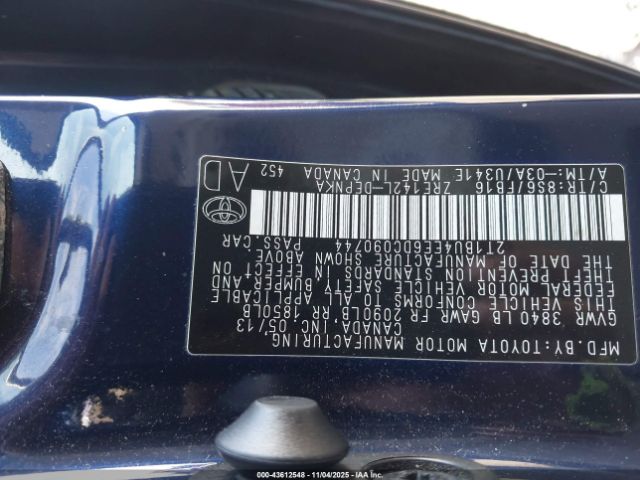 MFD. BY: TOYOTA MOTOR MANUFACTURING
CANADA, INC. 05/13
GVWR 3840 LB GAWR FR 2090LB RR 1850LB
THIS VEHICLE CONFORMS TO ALL APPLICABLE
FEDERAL MOTOR VEHICLE SAFETY, BUMPER, AND
THEFT PREVENTION STANDARDS IN EFFECT ON
THE DATE OF MANUFACTURE SHOWN ABOVE.
2T1BU4EE6DC090744 PASS. CAR
C/TR:8S6/FB16 ZRE142L-DEPNKA AD
A/TM:-03A/U341E MADE IN CANADA 452
000-43612548 - 11/04/2025 - IAAI.COM